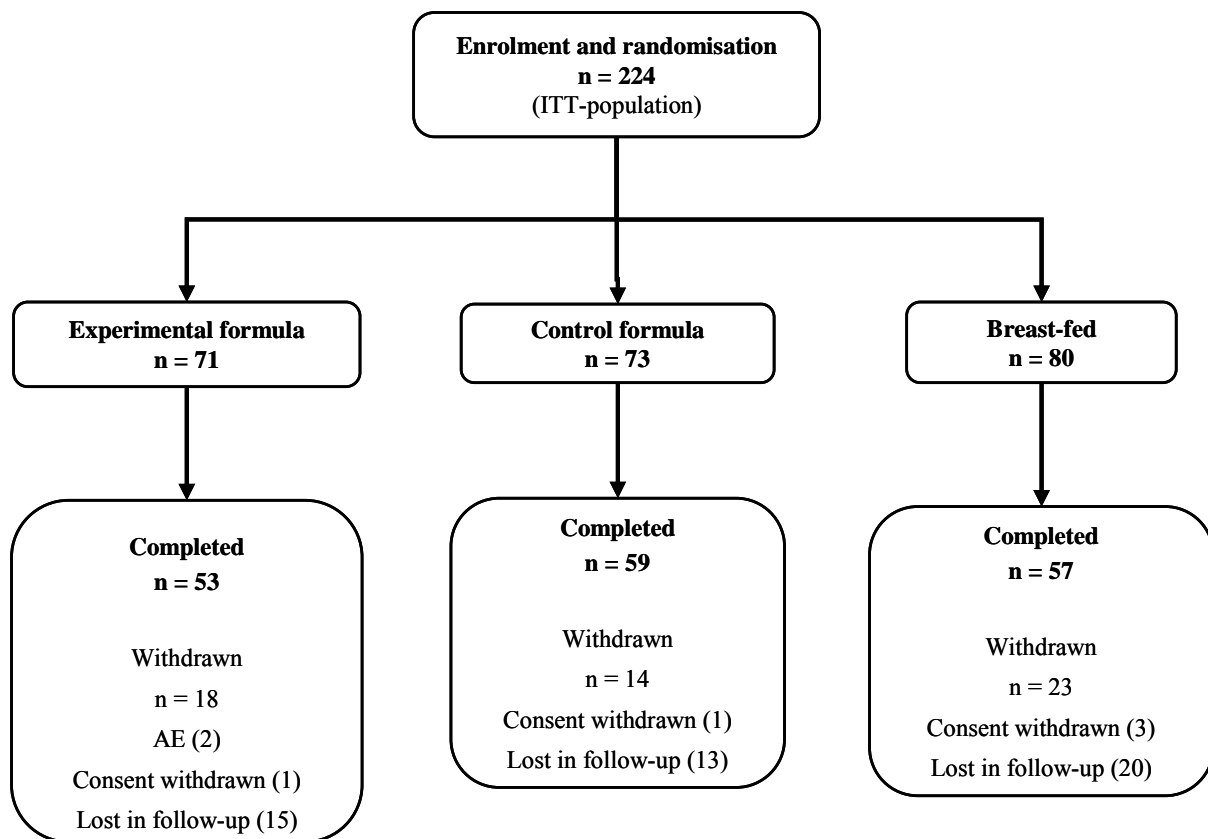 Enrolment and randomisation
n = 224
(ITT-population)
Experimental formula
n = 71
Control formula
n = 73
Breast-fed
n = 80
Completed
n = 53
Withdrawn
n = 18
AE (2)
Consent withdrawn (1)
Lost in follow-up (15)
Completed
n = 59
Withdrawn
n = 14
Consent withdrawn (1)
Lost in follow-up (13)
Completed
n = 57
Withdrawn
n = 23
Consent withdrawn (3)
Lost in follow-up (20)